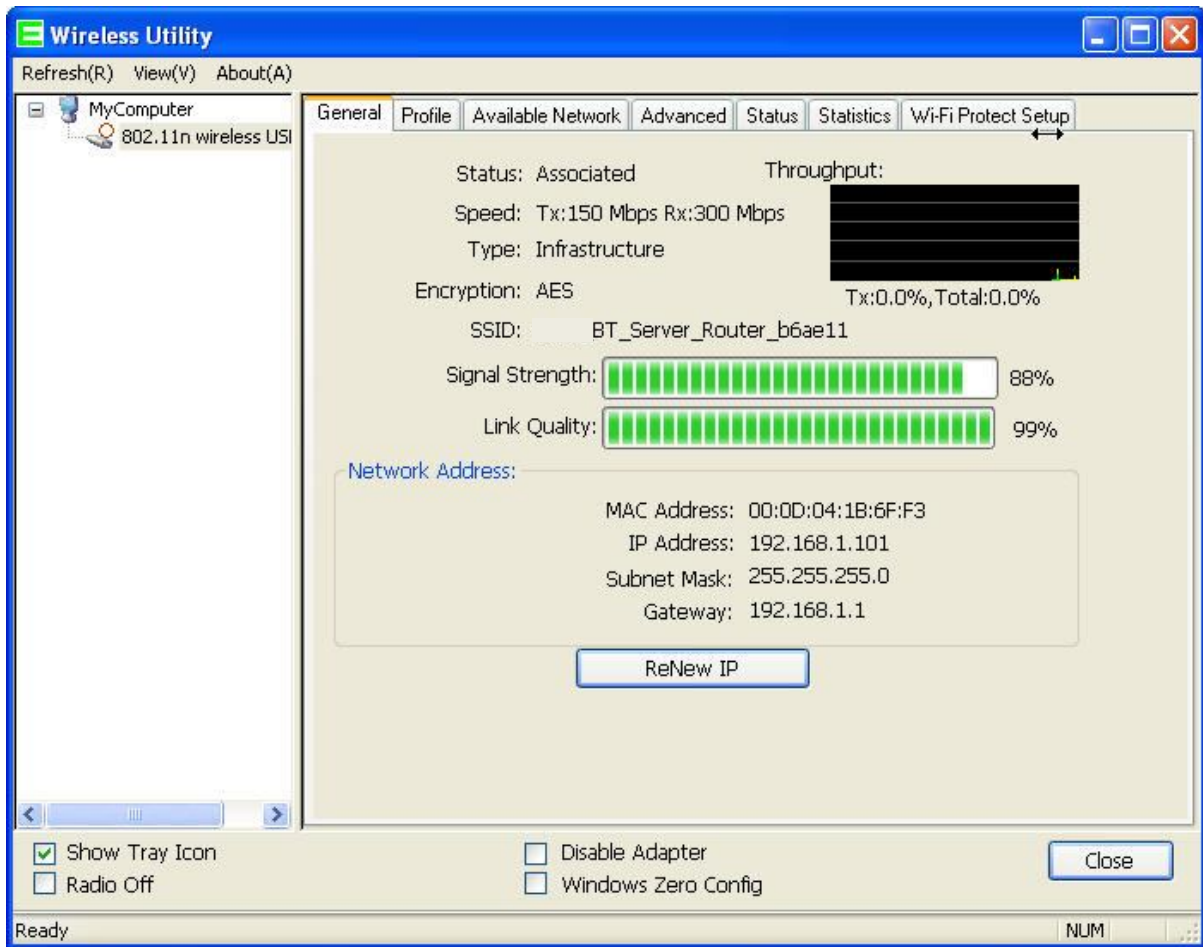 Wireless Utility
Refresh(R) View(V) About(A)
MyComputer
802.11n wireless USI
General Profile Available Network Advanced Status Statistics Wi-Fi Protect Setup
Status: Associated
Throughput:
Speed: Tx:150 Mbps Rx:300 Mbps
Type: Infrastructure
Encryption: AES
Tx:0.0%, Total:0.0%
SSID: BT_Server_Router_b6ae11
Signal Strength: 88%
Link Quality: 99%
Network Address:
MAC Address: 00:0D:04:1B:6F:F3
IP Address: 192.168.1.101
Subnet Mask: 255.255.255.0
Gateway: 192.168.1.1
ReNew IP
Show Tray Icon
Disable Adapter
Radio Off
Windows Zero Config
Close
Ready
NUM